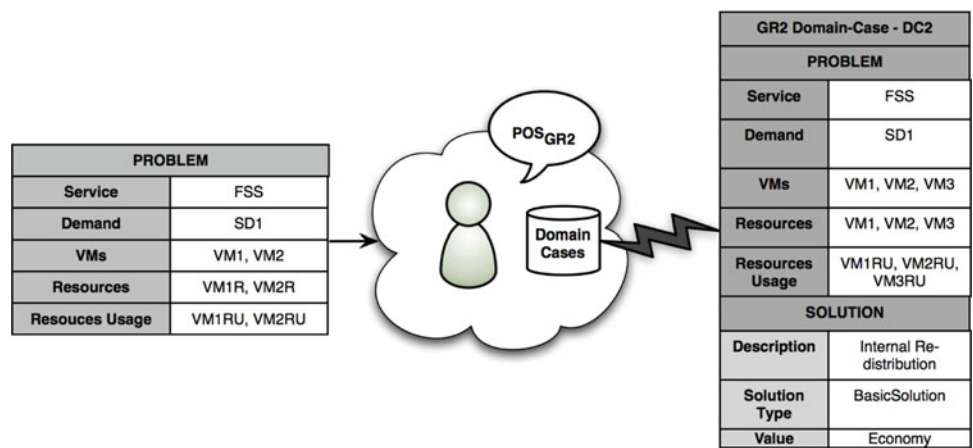 PROBLEM
Service FSS
Demand SD1
VMs VM1, VM2
Resources VM1R, VM2R
Resouces Usage VM1RU, VM2RU
POSGR2
Domain
Cases
GR2 Domain-Case - DC2
PROBLEM
Service FSS
Demand SD1
VMs VM1, VM2, VM3
Resources VM1, VM2, VM3
Resources
Usage
VM1RU, VM2RU,
VM3RU
SOLUTION
Description
Internal Re-
distribution
Solution
Type
BasicSolution
Value Economy